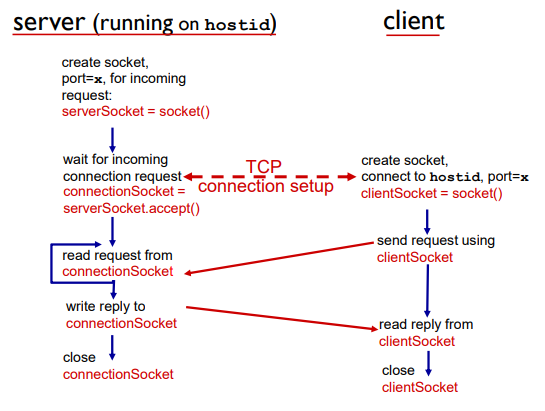 server (running on hostid)
client
create socket,
port=x, for incoming
request:
serverSocket = socket()
wait for incoming
connection request
connectionSocket =
serverSocket.accept()
TCP
connection setup
create socket,
connect to hostid, port=x
clientSocket = socket()
read request from
connectionSocket
send request using
clientSocket
write reply to
connectionSocket
read reply from
clientSocket
close
connectionSocket
close
clientSocket